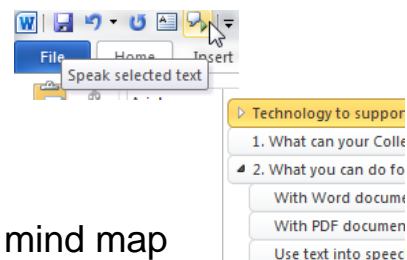 W
File Home Insert
Speak selected text
Technology to suppor
1. What can your Colle
2. What you can do fo
With Word docume
With PDF documen
Use text into speec
mind map